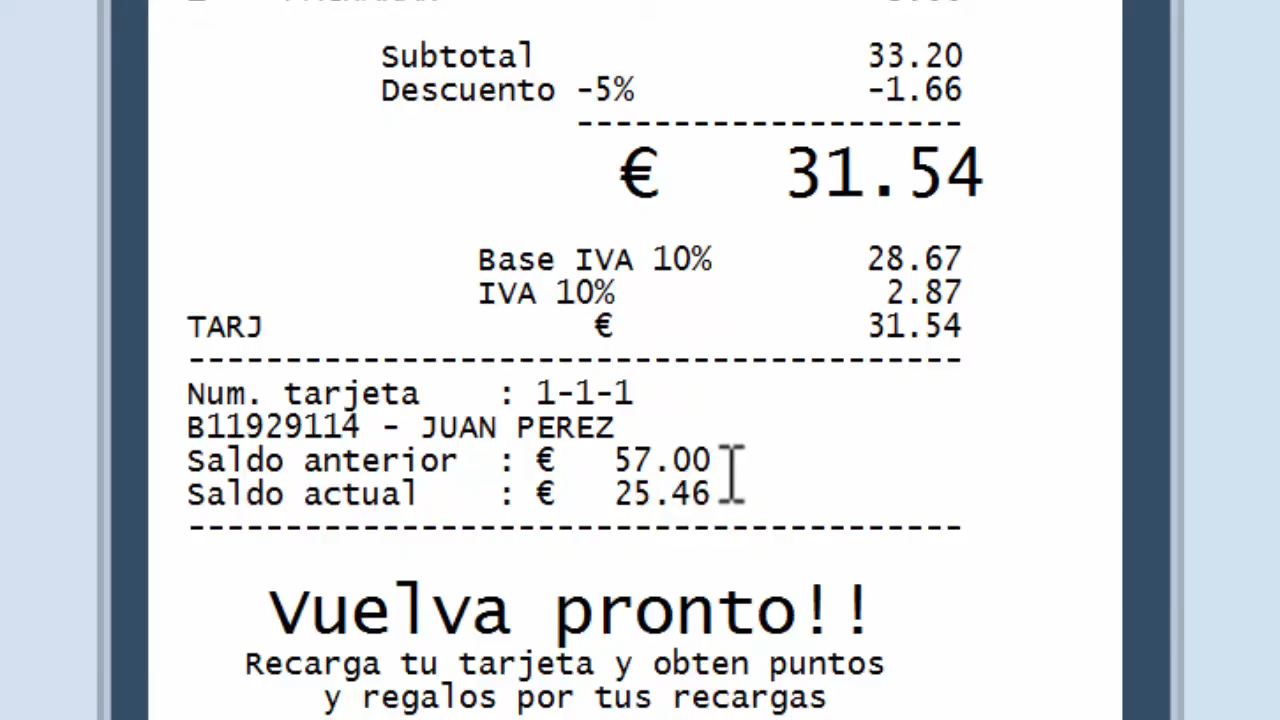 Subtotal 33.20
Descuento -5% -1.66
--------------------
€ 31.54
Base IVA 10% 28.67
IVA 10% 2.87
TARJ € 31.54
----------------------------------------
Num. tarjeta : 1-1-1
B11929114 - JUAN PEREZ
Saldo anterior : € 57.00
Saldo actual : € 25.46
----------------------------------------
Vuelva pronto!!
Recarga tu tarjeta y obten puntos
y regalos por tus recargas